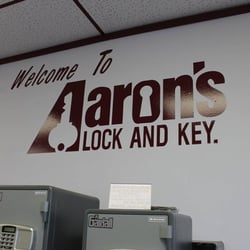 Welcome To
Aaron's
LOCK AND KEY.